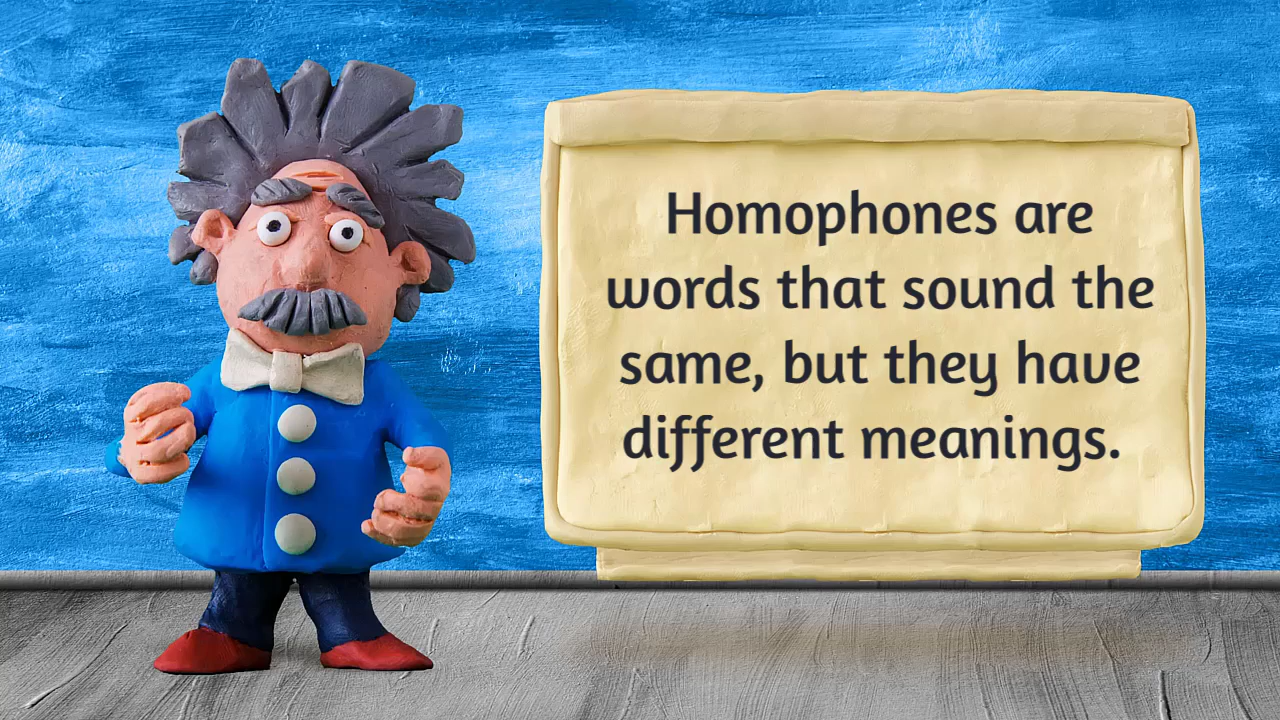 Homophones are
words that sound the
same, but they have
different meanings.